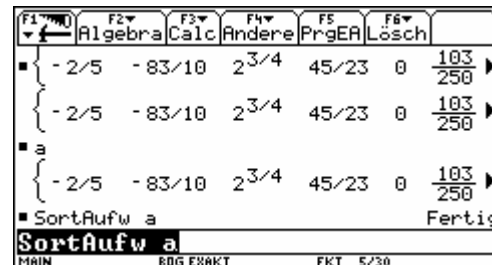 F1 F2 F3 F4 F5 F6
Algebra Calc Andere PrgEA Lösch
{ -2/5 -83/10 2^3/4 45/23 0 103/250
{ -2/5 -83/10 2^3/4 45/23 0 103/250
a
{ -2/5 -83/10 2^3/4 45/23 0 103/250
SortAufw a Fertig
SortAufw a
MAIN BOG EXAKT FKT 5/30